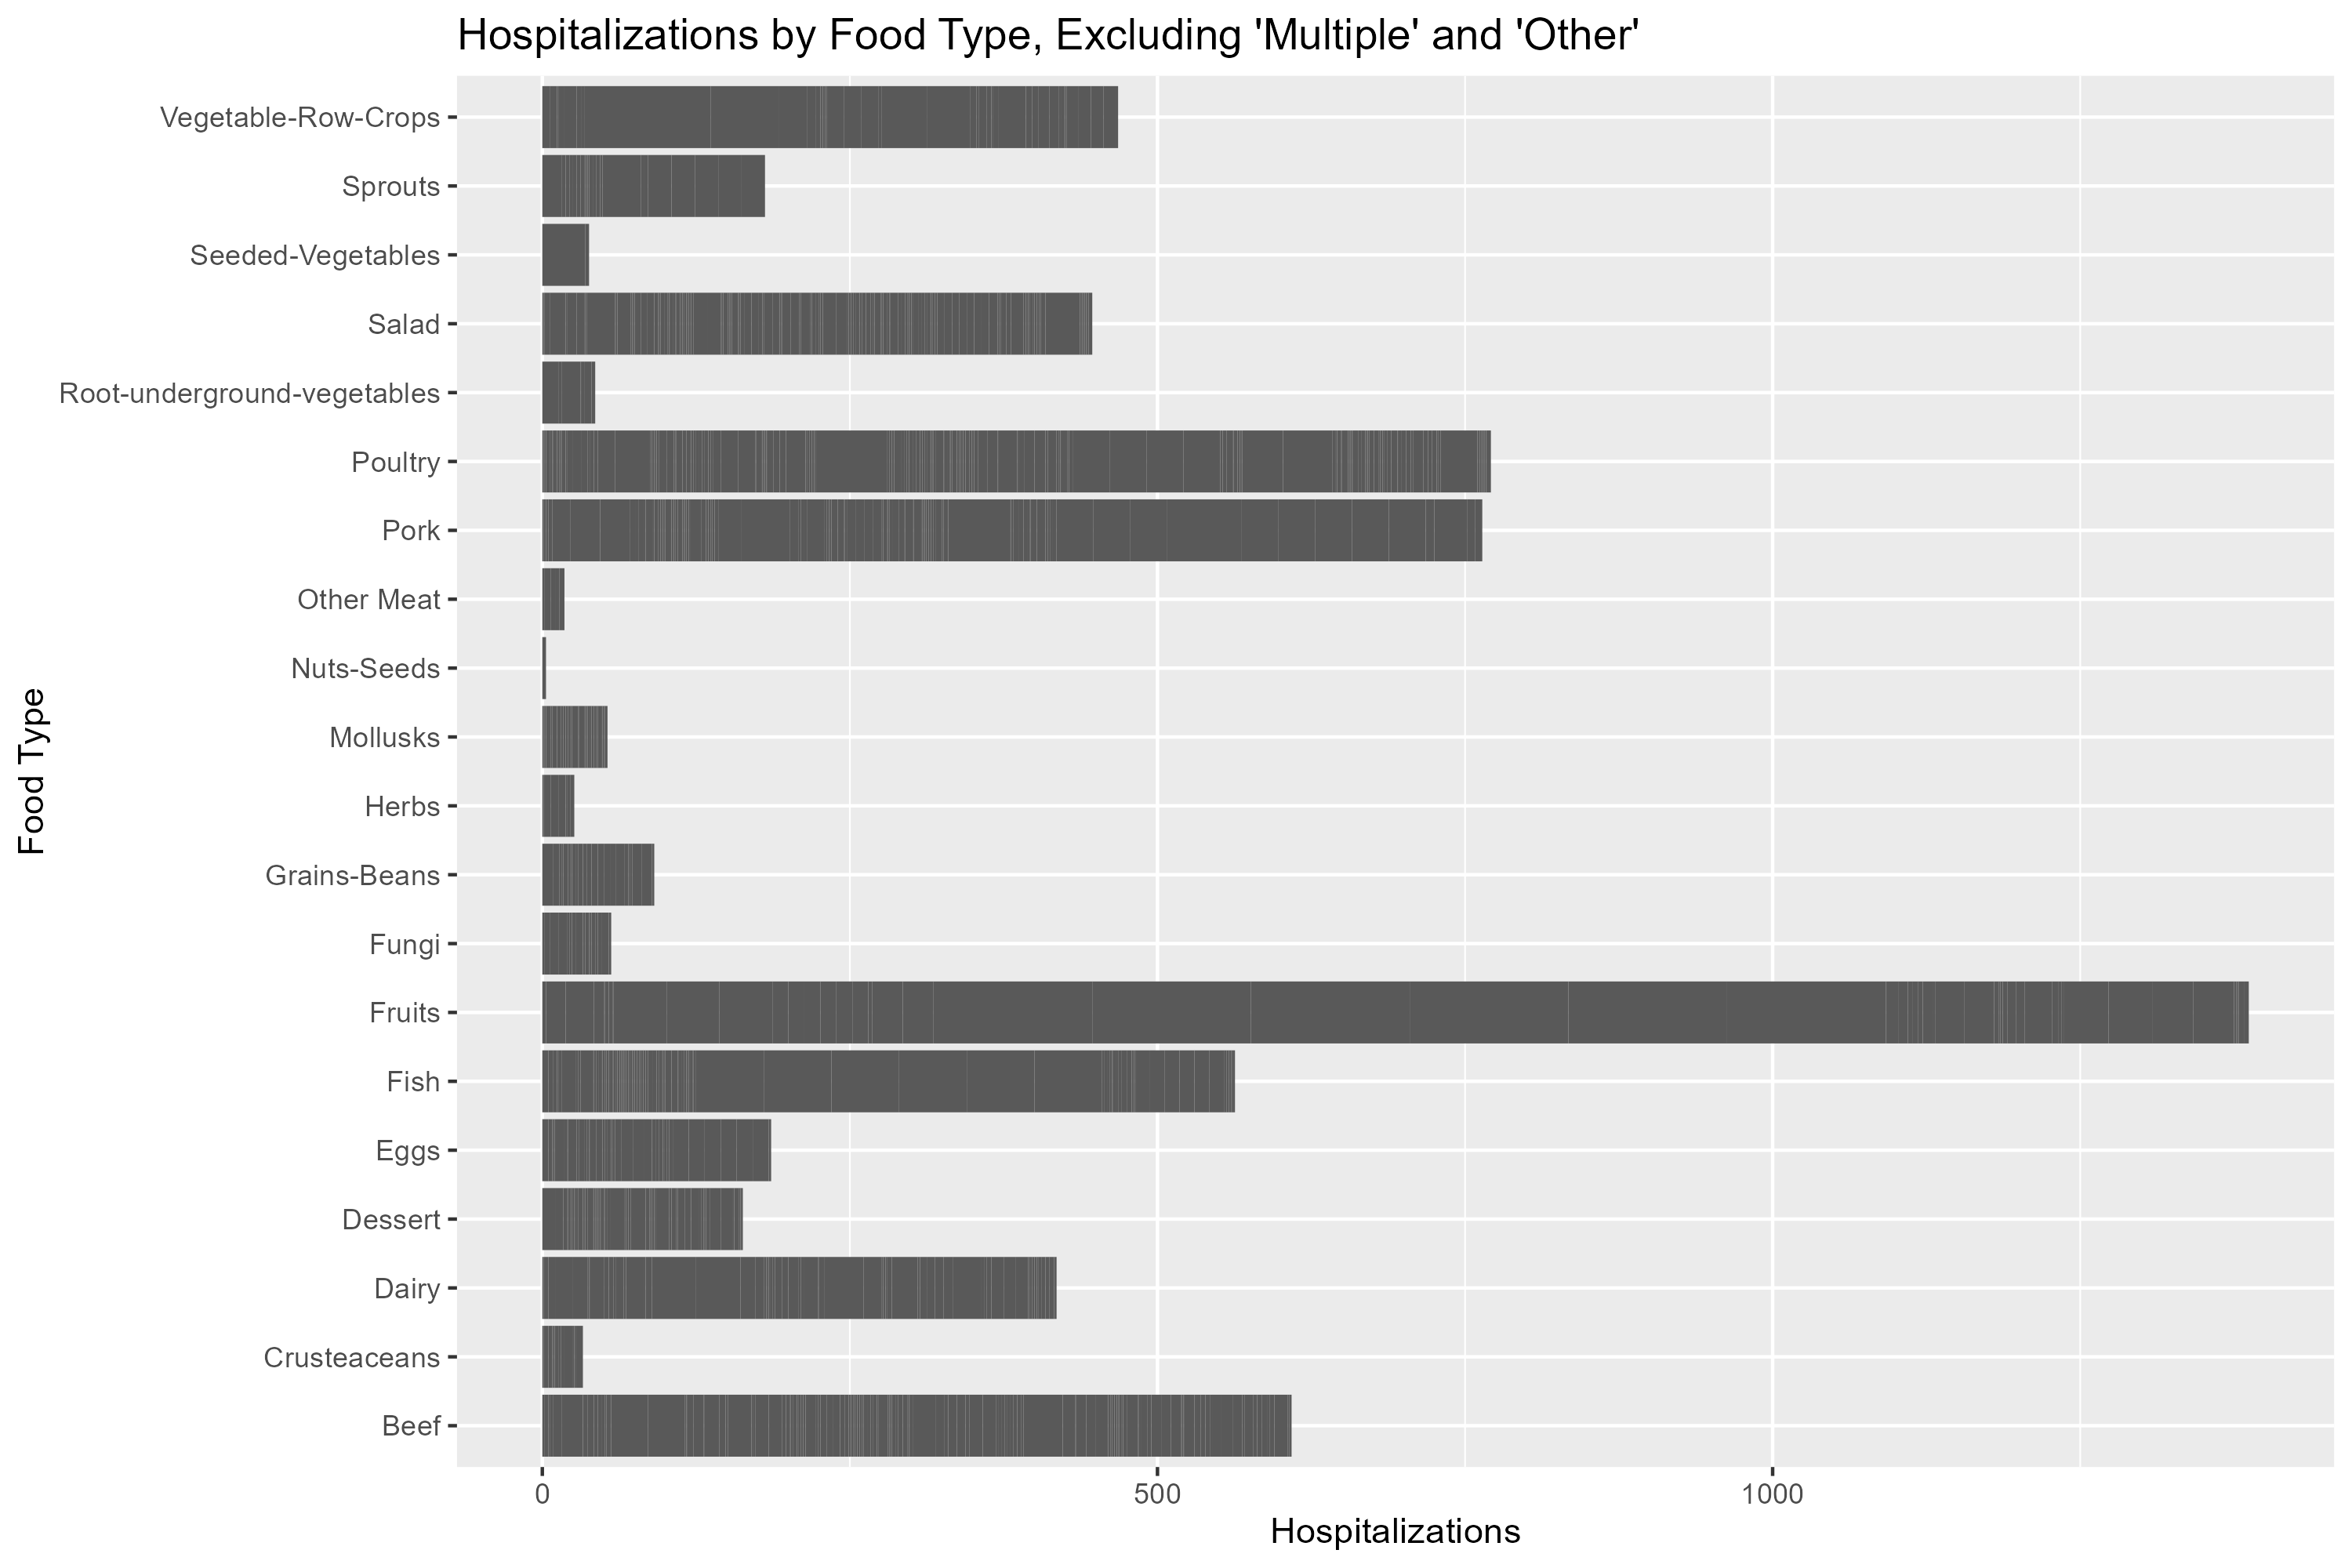 Hospitalizations by Food Type, Excluding 'Multiple' and 'Other'
Vegetable-Row-Crops
Sprouts
Seeded-Vegetables
Salad
Root-underground-vegetables
Poultry
Pork
Other Meat
Nuts-Seeds
Mollusks
Herbs
Grains-Beans
Fungi
Fruits
Fish
Eggs
Dessert
Dairy
Crusteaceans
Beef
Food Type
0 500 1000
Hospitalizations